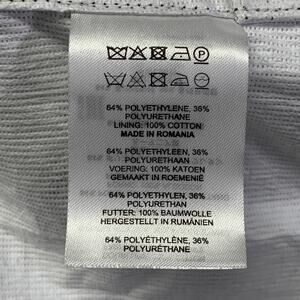 64% POLYETHYLENE, 36%
POLYURETHANE
LINING: 100% COTTON
MADE IN ROMANIA
64% POLYETHYLEEN, 36%
POLYURETHAAN
VOERING: 100% KATOEN
GEMAAKT IN ROEMENIË
64% POLYETHYLEN, 36%
POLYURETHAN
FUTTER: 100% BAUMWOLLE
HERGESTELLT IN RUMÄNIEN
64% POLYÉTHYLÈNE, 36%
POLYURÉTHANE